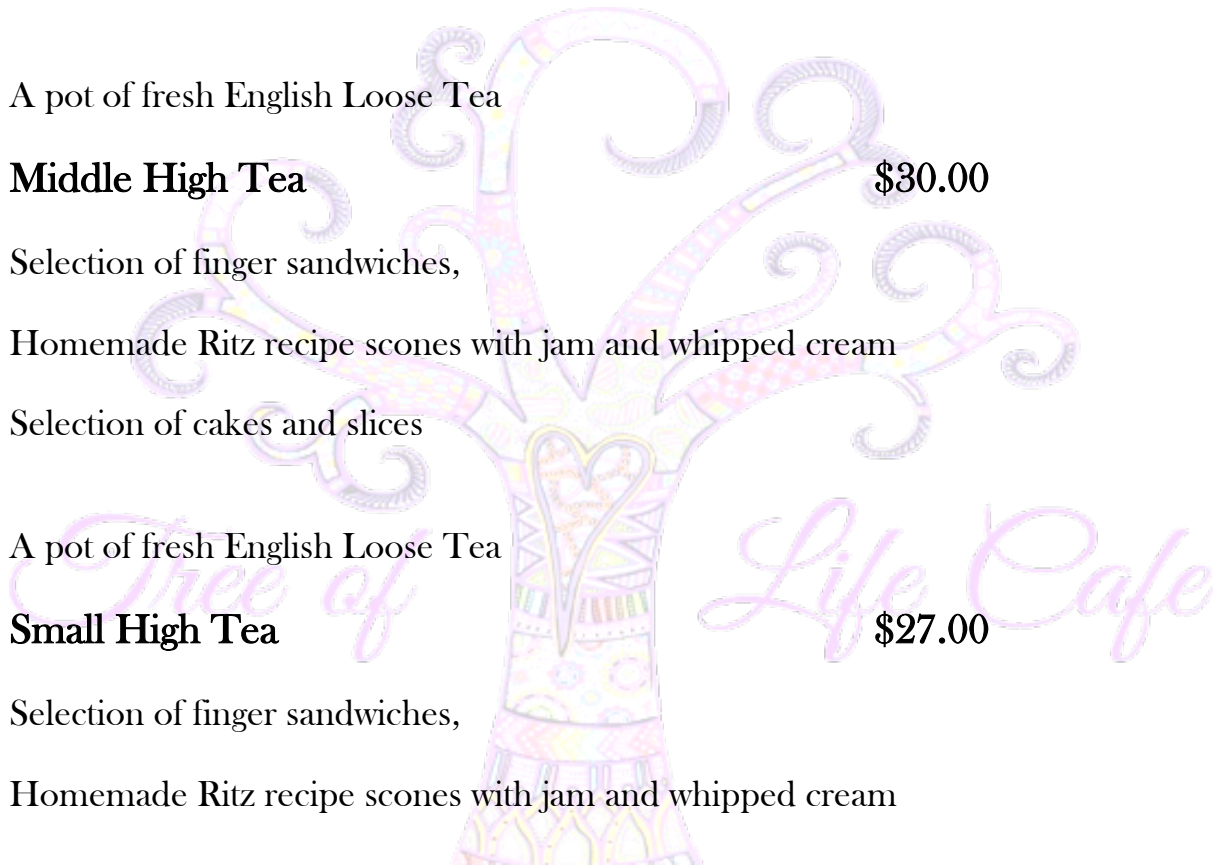 A pot of fresh English Loose Tea
Middle High Tea $30.00
Selection of finger sandwiches,
Homemade Ritz recipe scones with jam and whipped cream
Selection of cakes and slices
A pot of fresh English Loose Tea
Tree of Life Cafe
Small High Tea $27.00
Selection of finger sandwiches,
Homemade Ritz recipe scones with jam and whipped cream